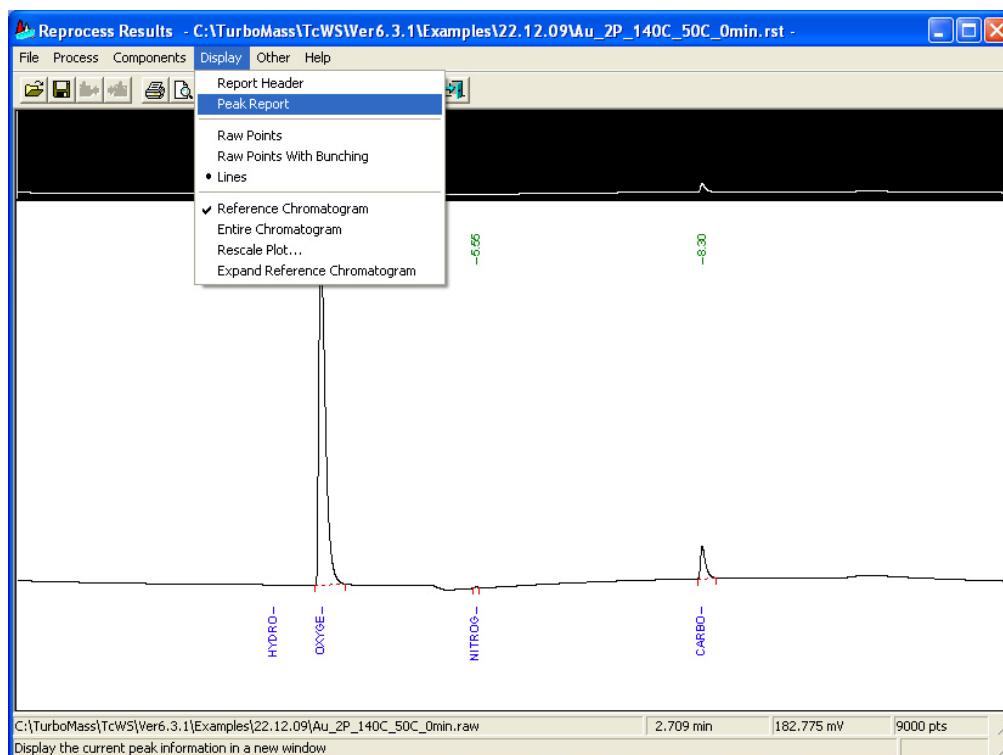 Reprocess Results - C:\TurboMass\TcWS\Ver6.3.1\Examples\22.12.09\Au_2P_140C_50C_0min.rst -
File Process Components Display Other Help
Report Header
Peak Report
Raw Points
Raw Points With Bunching
Lines
Reference Chromatogram
Entire Chromatogram
Rescale Plot...
Expand Reference Chromatogram
5.55
8.30
HYDRO
OXYGE
NITROG
CARBO
C:\TurboMass\TcWS\Ver6.3.1\Examples\22.12.09\Au_2P_140C_50C_0min.raw 2.709 min 182.775 mV 9000 pts
Display the current peak information in a new window